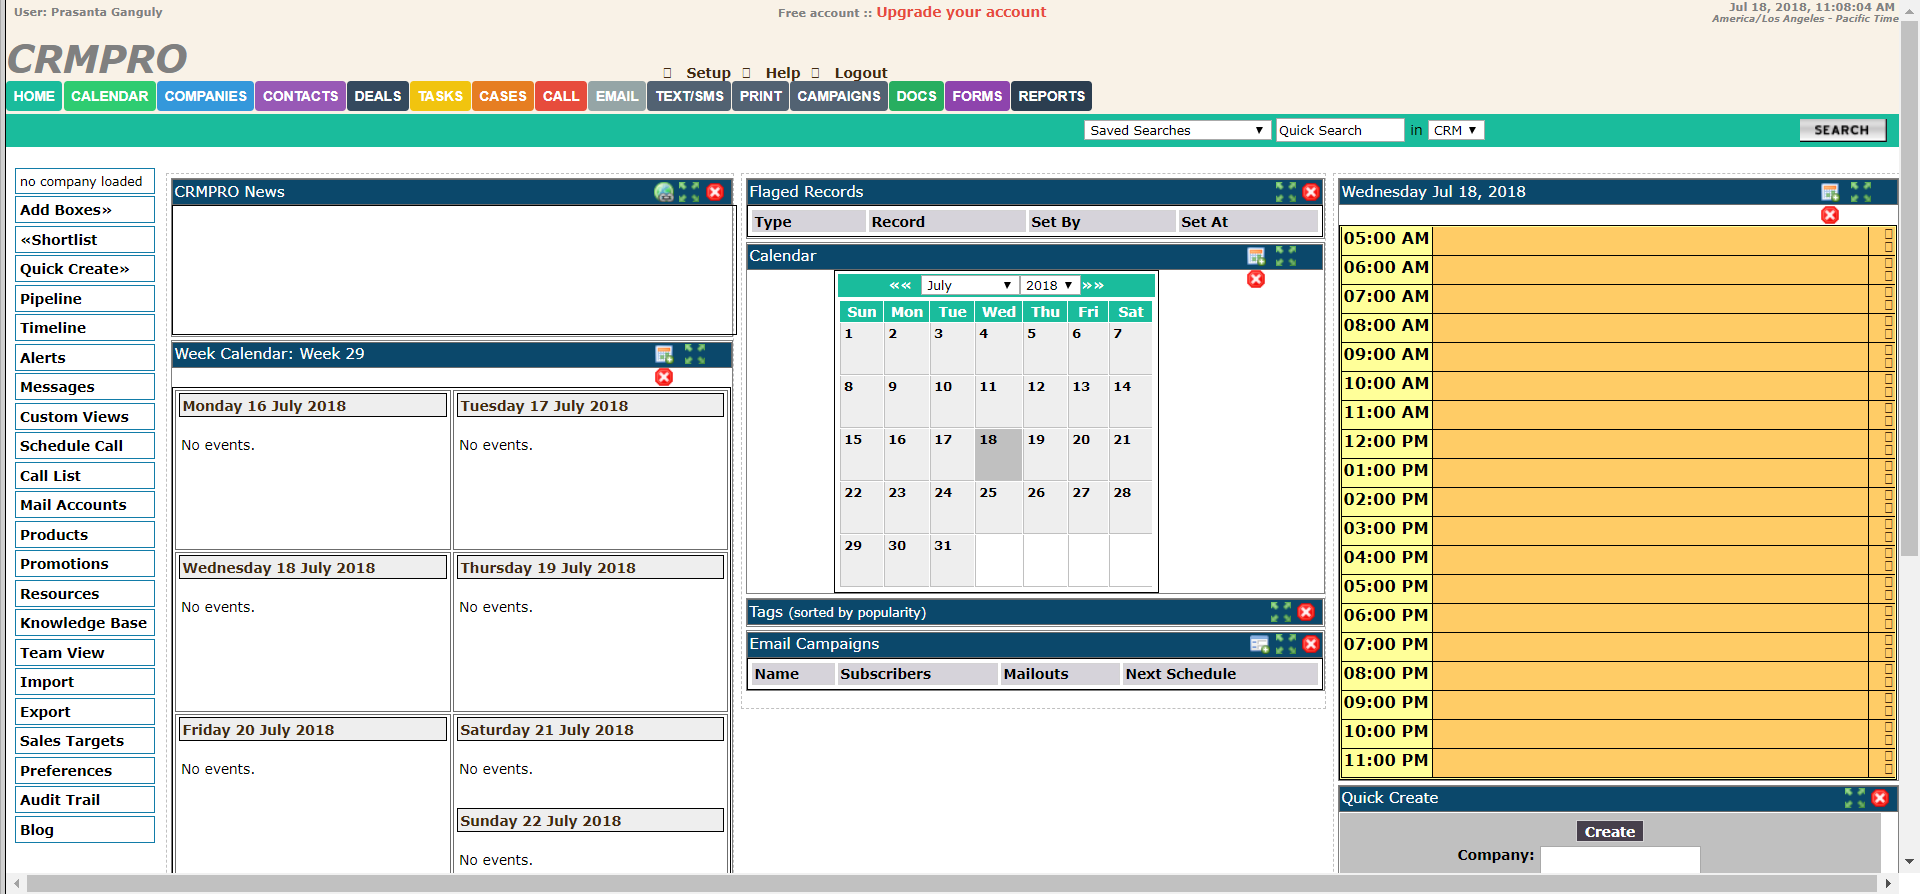 User: Prasanta Ganguly
Free account :: Upgrade your account
Jul 18, 2018, 11:08:04 AM
America/Los Angeles - Pacific Time
CRMPRO
Setup Help Logout
HOME CALENDAR COMPANIES CONTACTS DEALS TASKS CASES CALL EMAIL TEXT/SMS PRINT CAMPAIGNS DOCS FORMS REPORTS
Saved Searches Quick Search in CRM SEARCH
no company loaded
Add Boxes»
«Shortlist
Quick Create»
Pipeline
Timeline
Alerts
Messages
Custom Views
Schedule Call
Call List
Mail Accounts
Products
Promotions
Resources
Knowledge Base
Team View
Import
Export
Sales Targets
Preferences
Audit Trail
Blog
CRMPRO News
Week Calendar: Week 29
Monday 16 July 2018 Tuesday 17 July 2018
No events. No events.
Wednesday 18 July 2018 Thursday 19 July 2018
No events. No events.
Friday 20 July 2018 Saturday 21 July 2018
No events. No events.
Sunday 22 July 2018
No events.
Flaged Records
Type Record Set By Set At
Calendar
«« July 2018 »»
Sun Mon Tue Wed Thu Fri Sat
1 2 3 4 5 6 7
8 9 10 11 12 13 14
15 16 17 18 19 20 21
22 23 24 25 26 27 28
29 30 31
Tags (sorted by popularity)
Email Campaigns
Name Subscribers Mailouts Next Schedule
Wednesday Jul 18, 2018
05:00 AM
06:00 AM
07:00 AM
08:00 AM
09:00 AM
10:00 AM
11:00 AM
12:00 PM
01:00 PM
02:00 PM
03:00 PM
04:00 PM
05:00 PM
06:00 PM
07:00 PM
08:00 PM
09:00 PM
10:00 PM
11:00 PM
Quick Create
Create
Company: